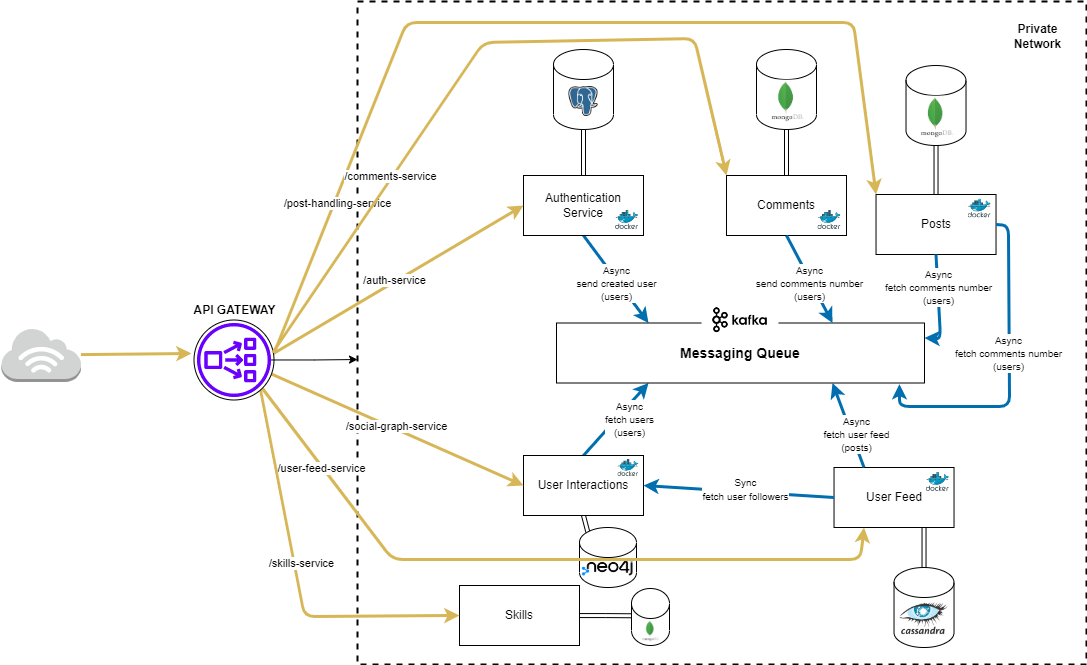 Private
Network
mongoDB.
mongoDB.
/comments-service
/post-handling-service
Authentication
Service
docker
Comments
docker
Posts
docker
/auth-service
Async
send created user
(users)
Async
send comments number
(users)
Async
fetch comments number
(users)
API GATEWAY
kafka
Messaging Queue
Async
fetch comments number
(users)
Async
fetch users
(users)
Async
fetch user feed
(posts)
/social-graph-service
/user-feed-service
User Interactions
docker
Sync
fetch user followers
User Feed
docker
/skills-service
neo4j
Skills
mongoDB.
cassandra